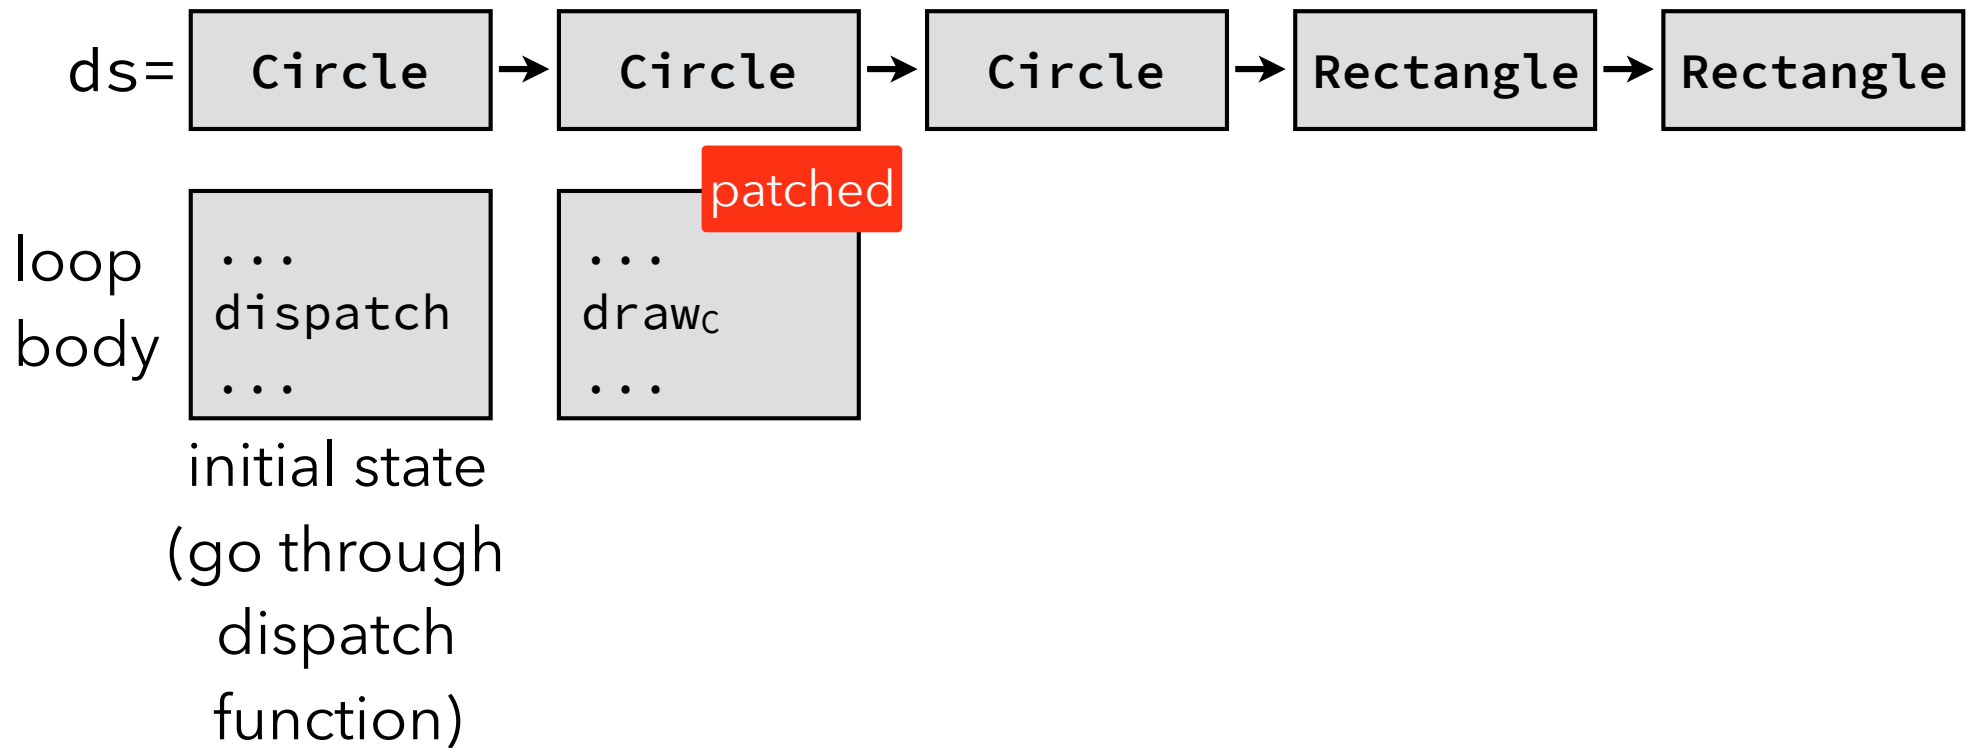 ds= Circle → Circle → Circle → Rectangle → Rectangle
patched
loop
body
...
dispatch
...
...
drawC
...
initial state
(go through
dispatch
function)